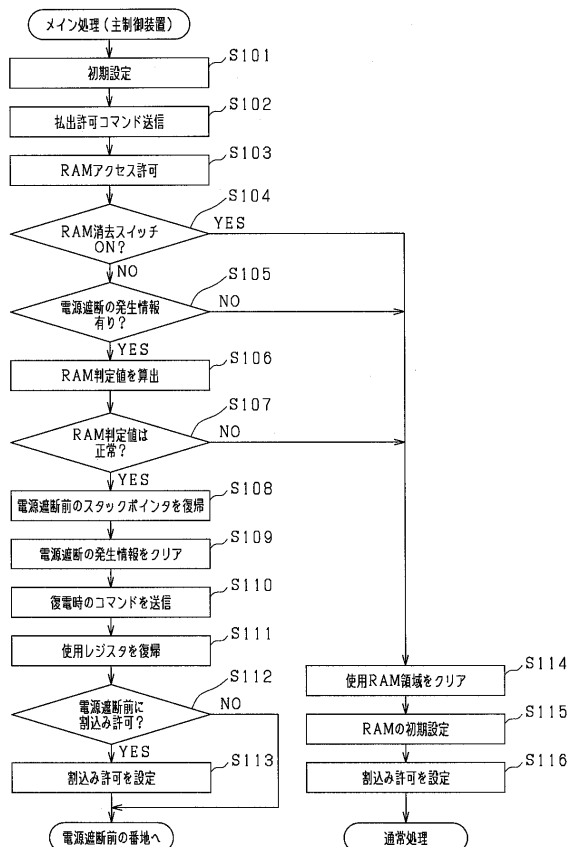 メイン処理(主制御装置)
S101
初期設定
S102
払出許可コマンド送信
S103
RAMアクセス許可
S104
RAM消去スイッチ
ON?
YES
NO
S105
電源遮断の発生情報
有り?
NO
YES
S106
RAM判定値を算出
S107
RAM判定値は
正常?
NO
YES
S108
電源遮断前のスタックポインタを復帰
S109
電源遮断の発生情報をクリア
S110
復電時のコマンドを送信
S111
使用レジスタを復帰
S112
電源遮断前に
割込み許可?
NO
YES
S113
割込み許可を設定
電源遮断前の番地へ
S114
使用RAM領域をクリア
S115
RAMの初期設定
S116
割込み許可を設定
通常処理